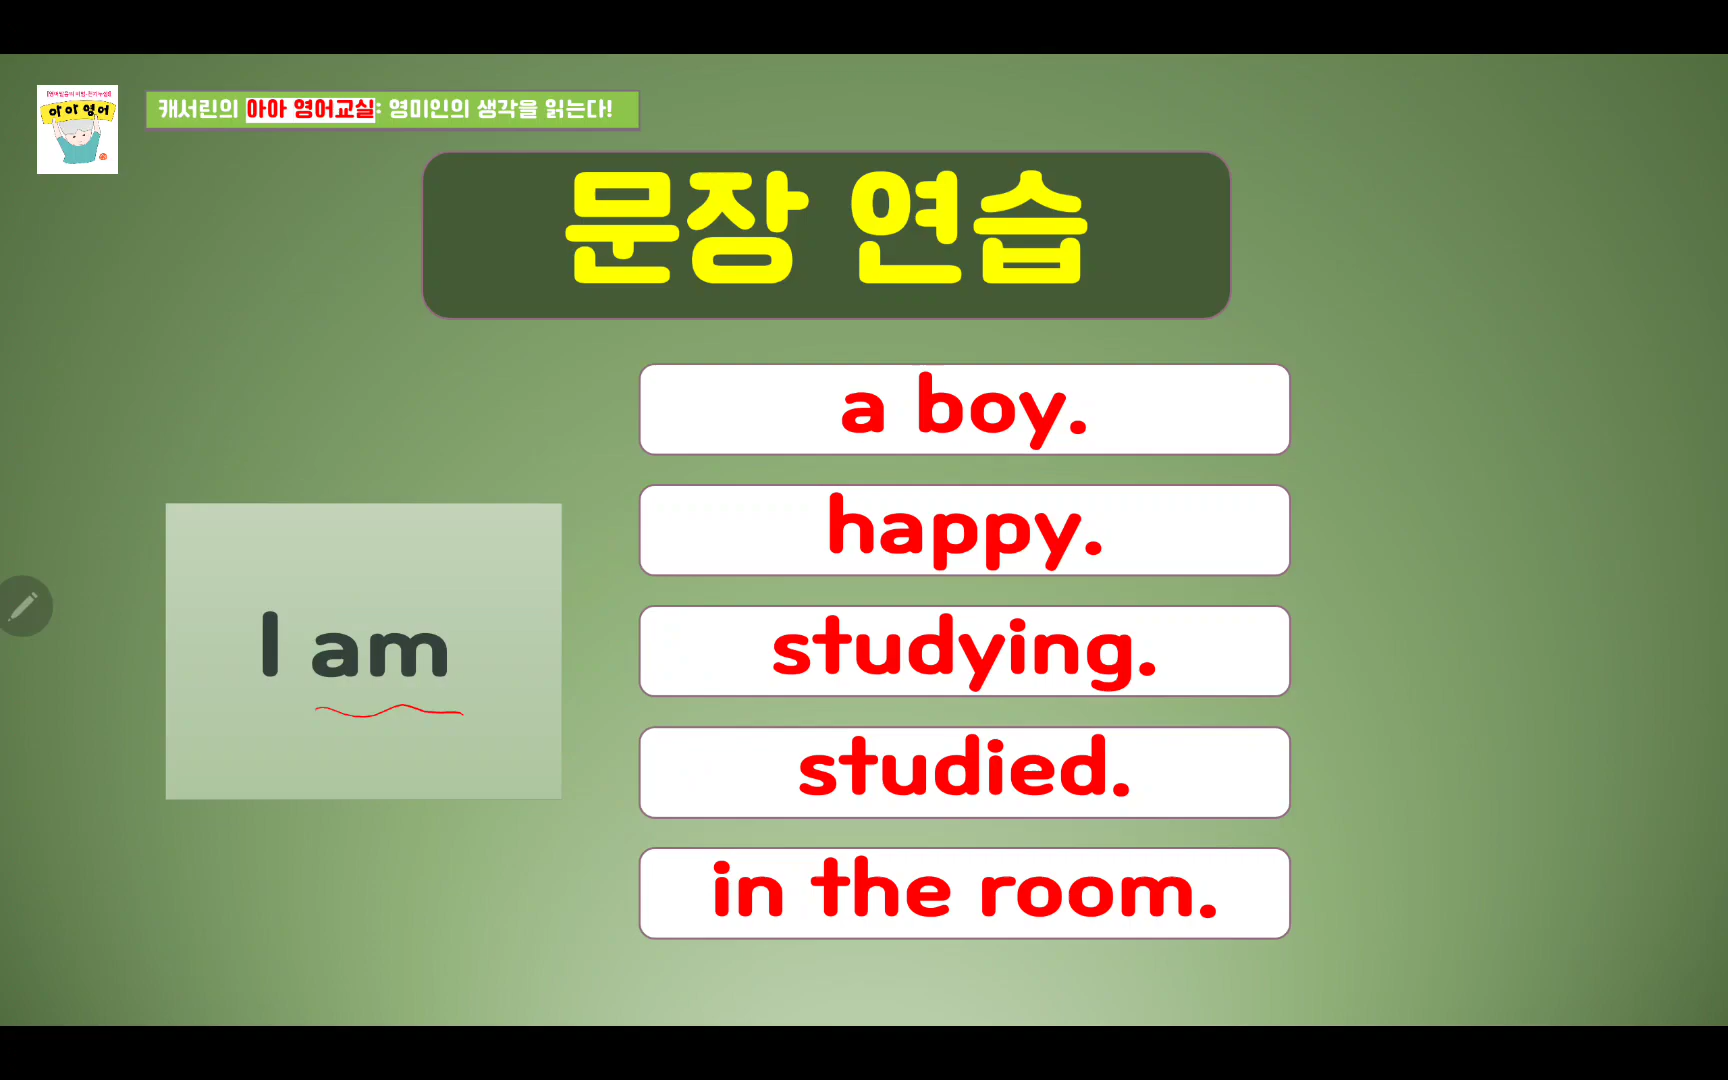 아아 영어
캐서린의 아아 영어교실: 영미인의 생각을 읽는다!
문장 연습
a boy.
happy.
I am
studying.
studied.
in the room.